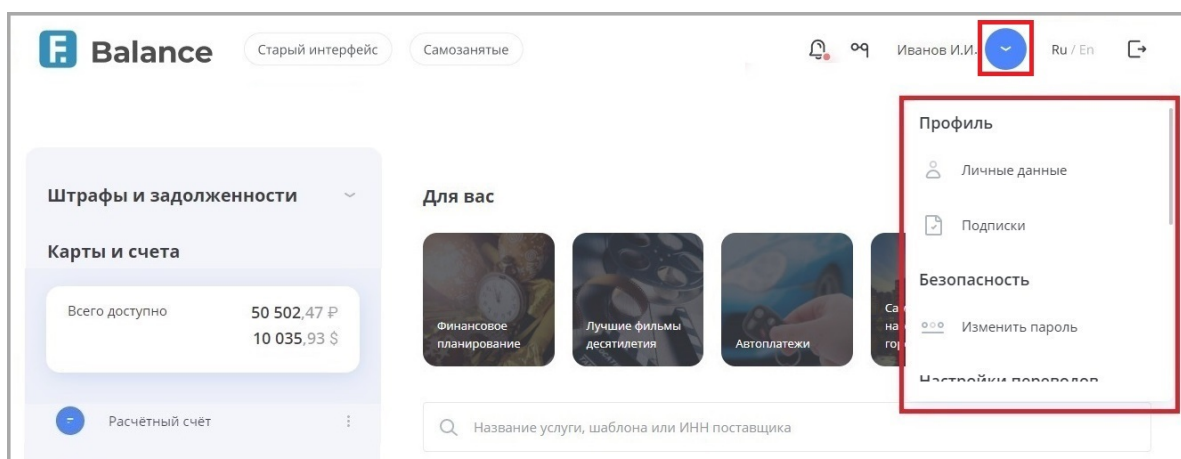 F. Balance
Старый интерфейс
Самозанятые
Иванов И.И.
Ru / En
Профиль
Личные данные
Подписки
Безопасность
Изменить пароль
Настройки переводов
Штрафы и задолженности
Карты и счета
Всего доступно
50 502,47 ₽
10 035,93 $
Расчётный счёт
Для вас
Финансовое
планирование
Лучшие фильмы
десятилетия
Автоплатежи
Название услуги, шаблона или ИНН поставщика